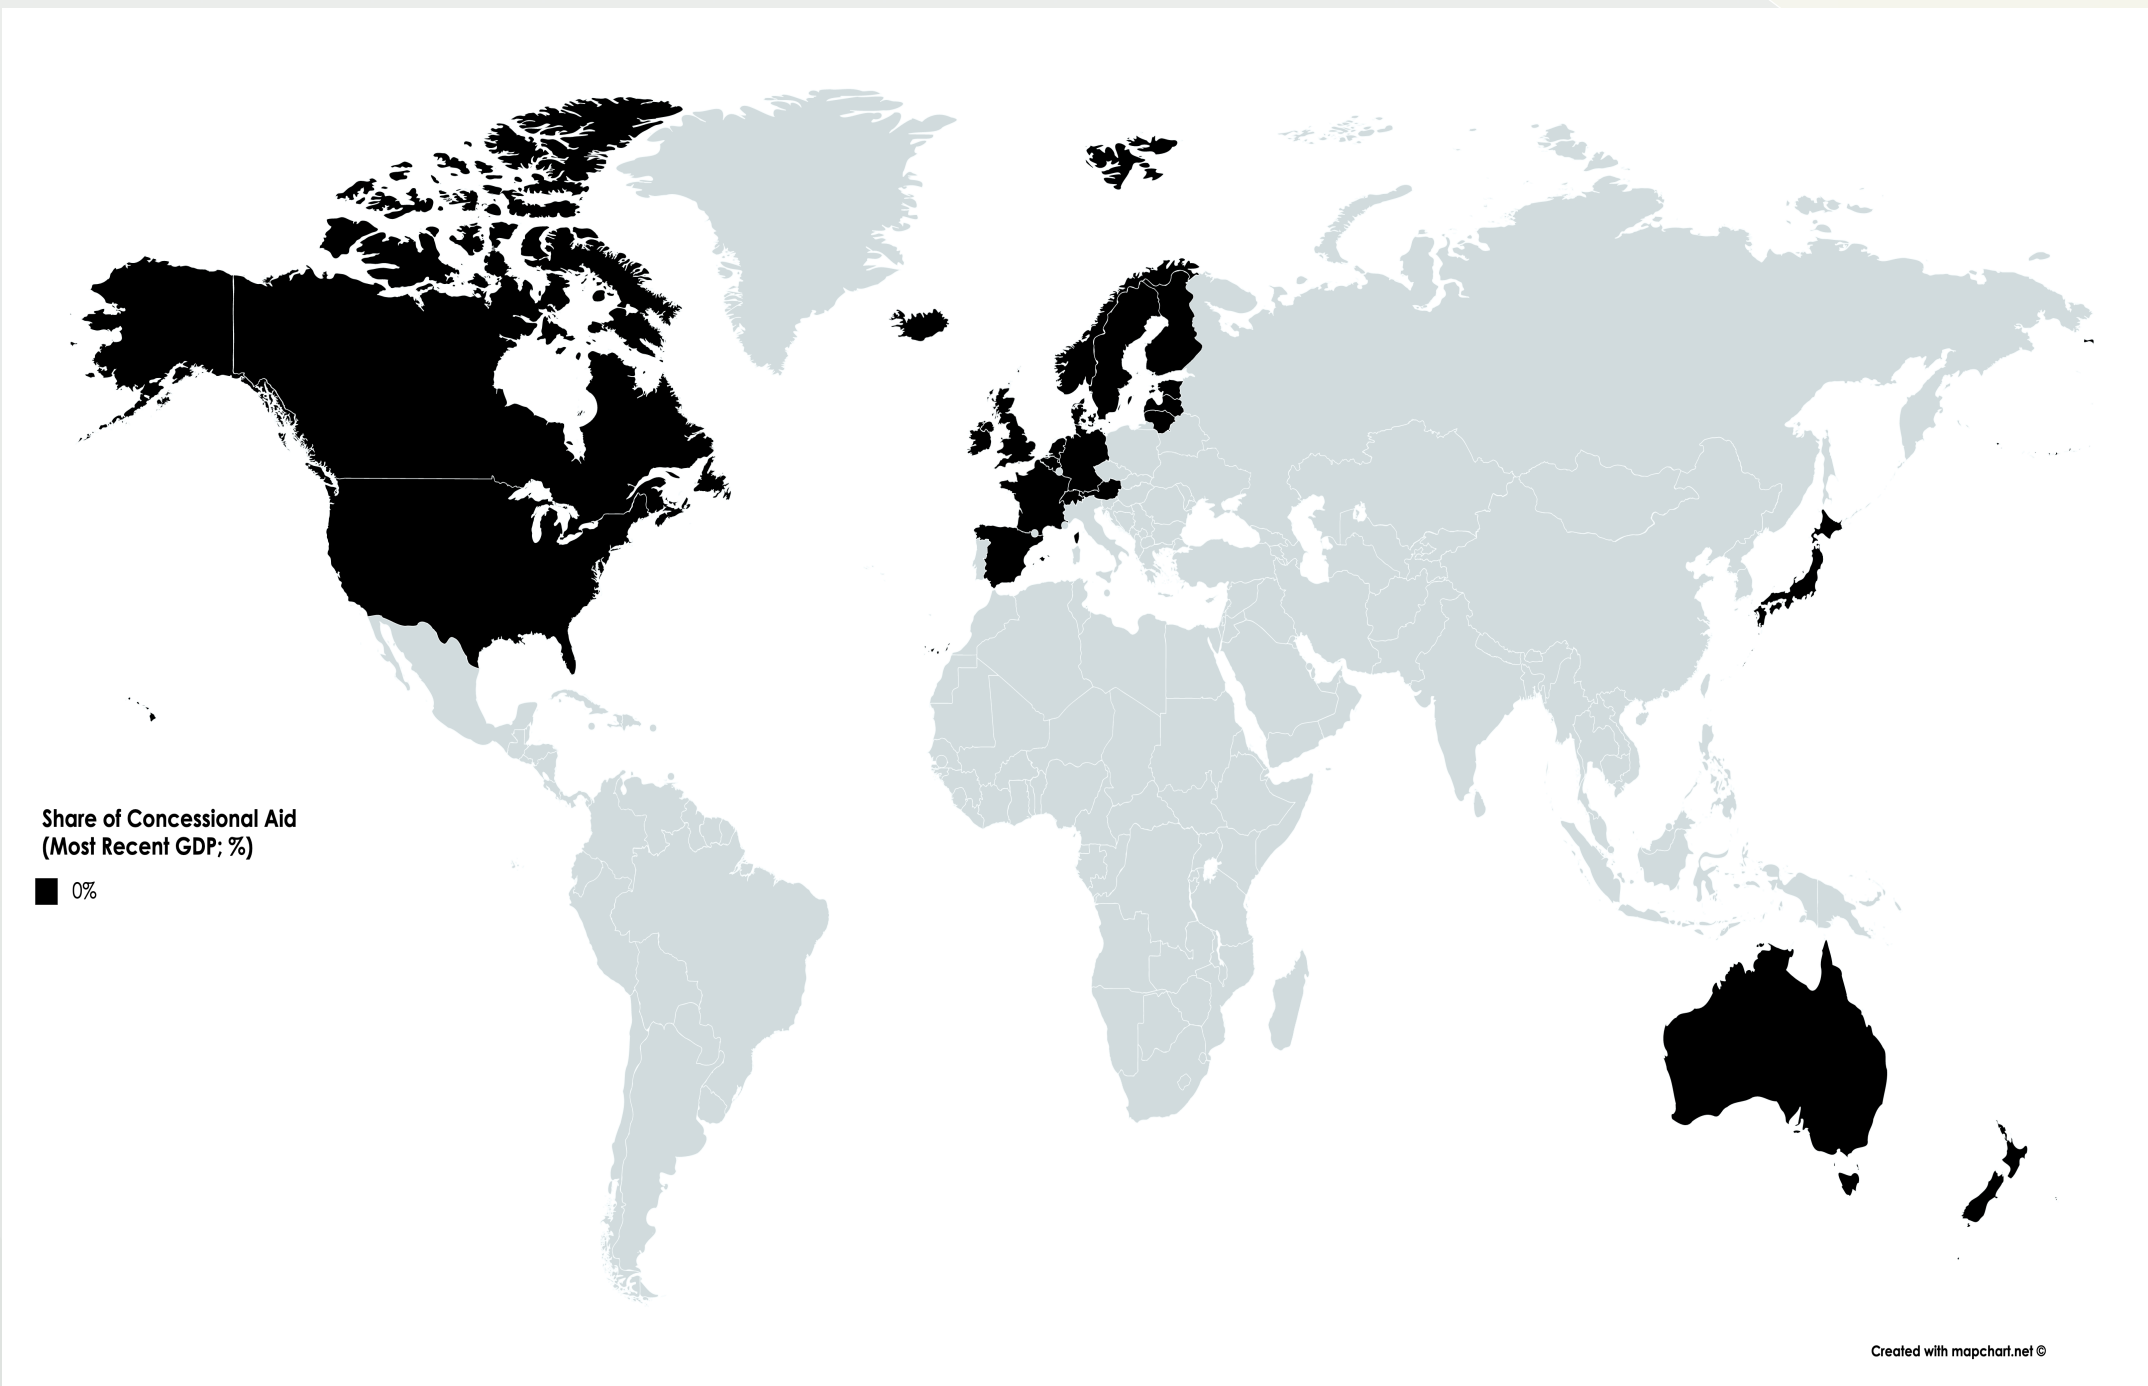 Share of Concessional Aid
(Most Recent GDP; %)
0%
Created with mapchart.net ©